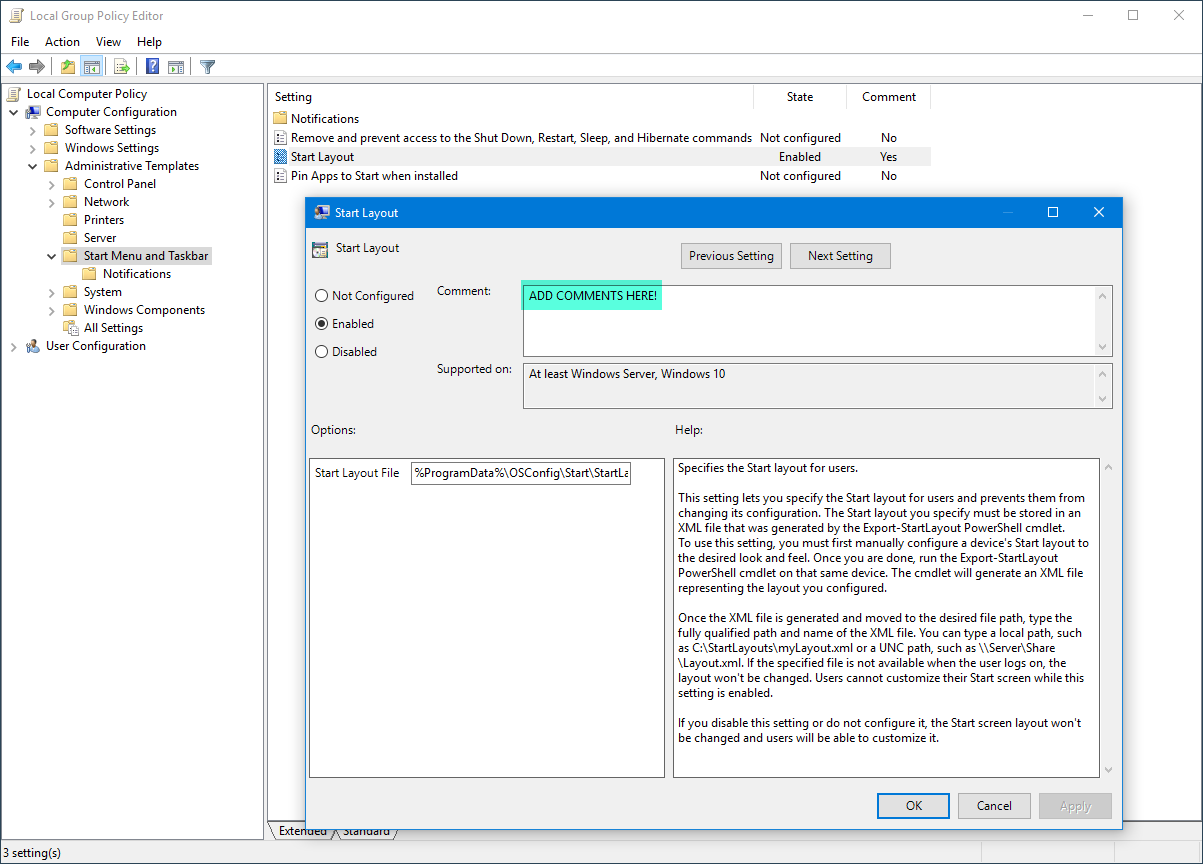 Local Group Policy Editor
File Action View Help
Local Computer Policy
Computer Configuration
Software Settings
Windows Settings
Administrative Templates
Control Panel
Network
Printers
Server
Start Menu and Taskbar
Notifications
System
Windows Components
All Settings
User Configuration
Setting State Comment
Notifications
Remove and prevent access to the Shut Down, Restart, Sleep, and Hibernate commands Not configured No
Start Layout Enabled Yes
Pin Apps to Start when installed Not configured No
Start Layout
Start Layout
Previous Setting Next Setting
Not Configured
Enabled
Disabled
Comment:
ADD COMMENTS HERE!
Supported on:
At least Windows Server, Windows 10
Options:
Help:
Start Layout File %ProgramData%\OSConfig\Start\StartLa
Specifies the Start layout for users.
This setting lets you specify the Start layout for users and prevents them from
changing its configuration. The Start layout you specify must be stored in an
XML file that was generated by the Export-StartLayout PowerShell cmdlet.
To use this setting, you must first manually configure a device's Start layout to
the desired look and feel. Once you are done, run the Export-StartLayout
PowerShell cmdlet on that same device. The cmdlet will generate an XML file
representing the layout you configured.
Once the XML file is generated and moved to the desired file path, type the
fully qualified path and name of the XML file. You can type a local path, such
as C:\StartLayouts\myLayout.xml or a UNC path, such as \\Server\Share
\Layout.xml. If the specified file is not available when the user logs on, the
layout won't be changed. Users cannot customize their Start screen while this
setting is enabled.
If you disable this setting or do not configure it, the Start screen layout won't
be changed and users will be able to customize it.
OK Cancel Apply
Extended Standard
3 setting(s)